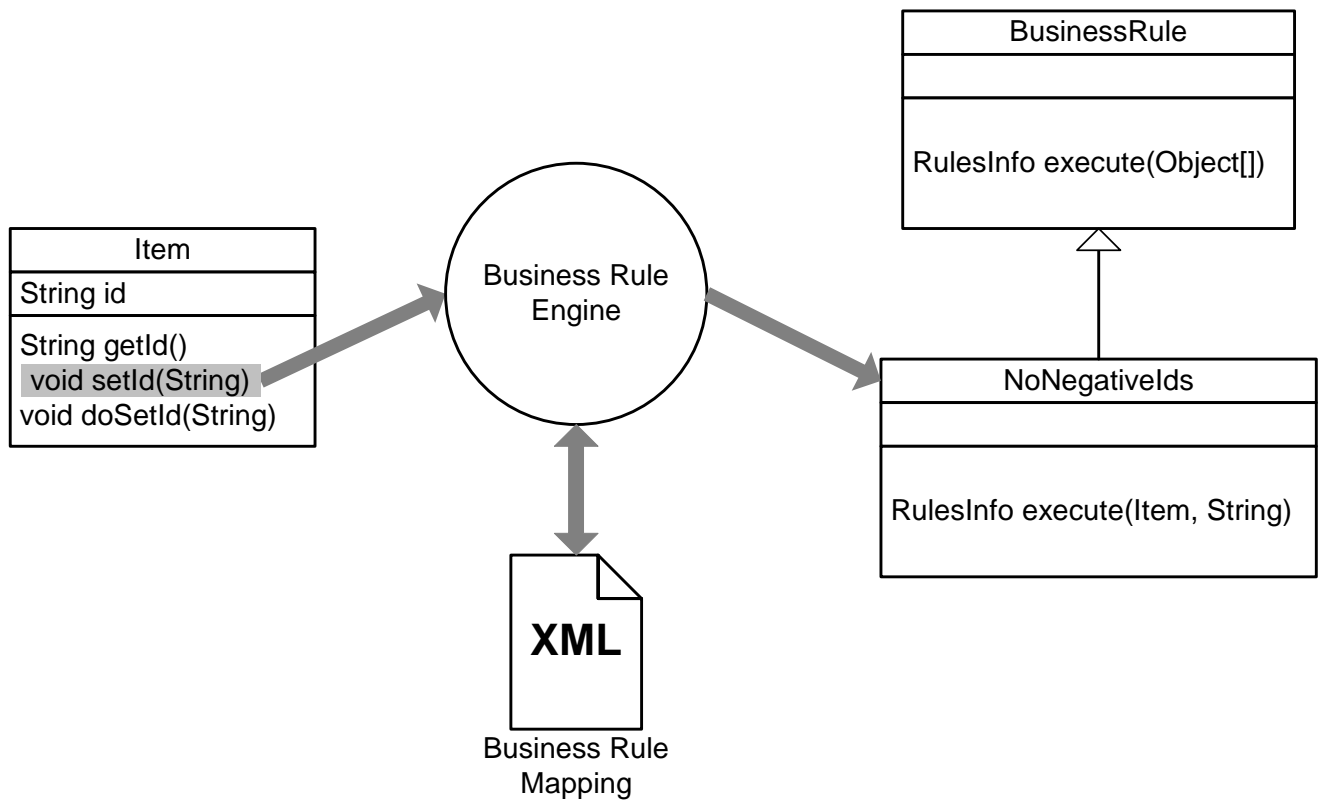 BusinessRule
RulesInfo execute(Object[])
Item
String id
String getId()
void setId(String)
void doSetId(String)
Business Rule
Engine
NoNegativeIds
RulesInfo execute(Item, String)
XML
Business Rule
Mapping